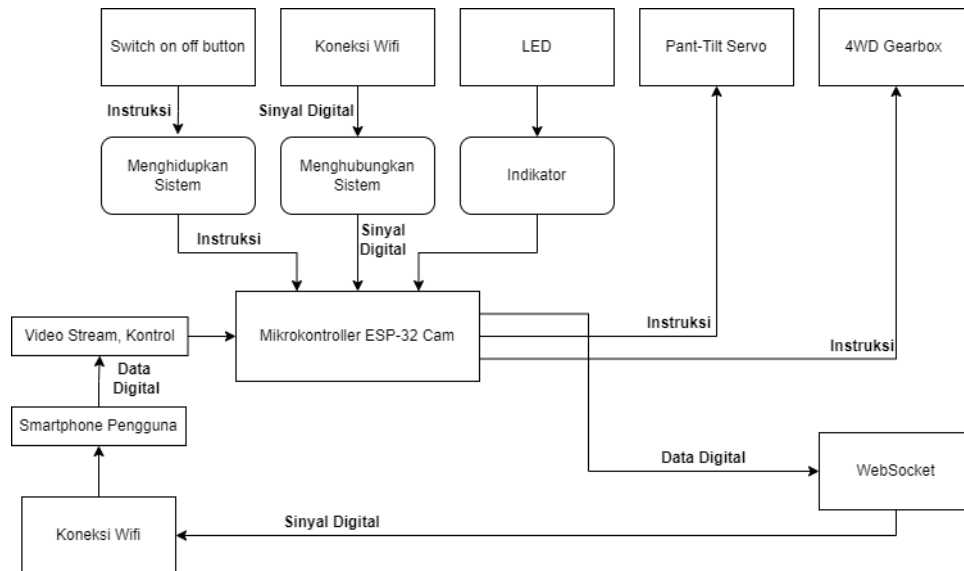 Switch on off button
Koneksi Wifi
LED
Pant-Tilt Servo
4WD Gearbox
Instruksi
Sinyal Digital
Menghidupkan
Sistem
Menghubungkan
Sistem
Indikator
Instruksi
Sinyal
Digital
Mikrokontroller ESP-32 Cam
Instruksi
Instruksi
Video Stream, Kontrol
Data
Digital
Smartphone Pengguna
Data Digital
WebSocket
Koneksi Wifi
Sinyal Digital